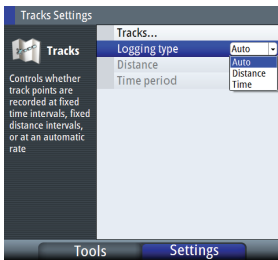 Tracks Settings
Tracks
Controls whether
track points are
recorded at fixed
time intervals, fixed
distance intervals,
or at an automatic
rate
Tracks...
Logging type
Auto
Auto
Distance
Distance
Time
Time period
Tools
Settings